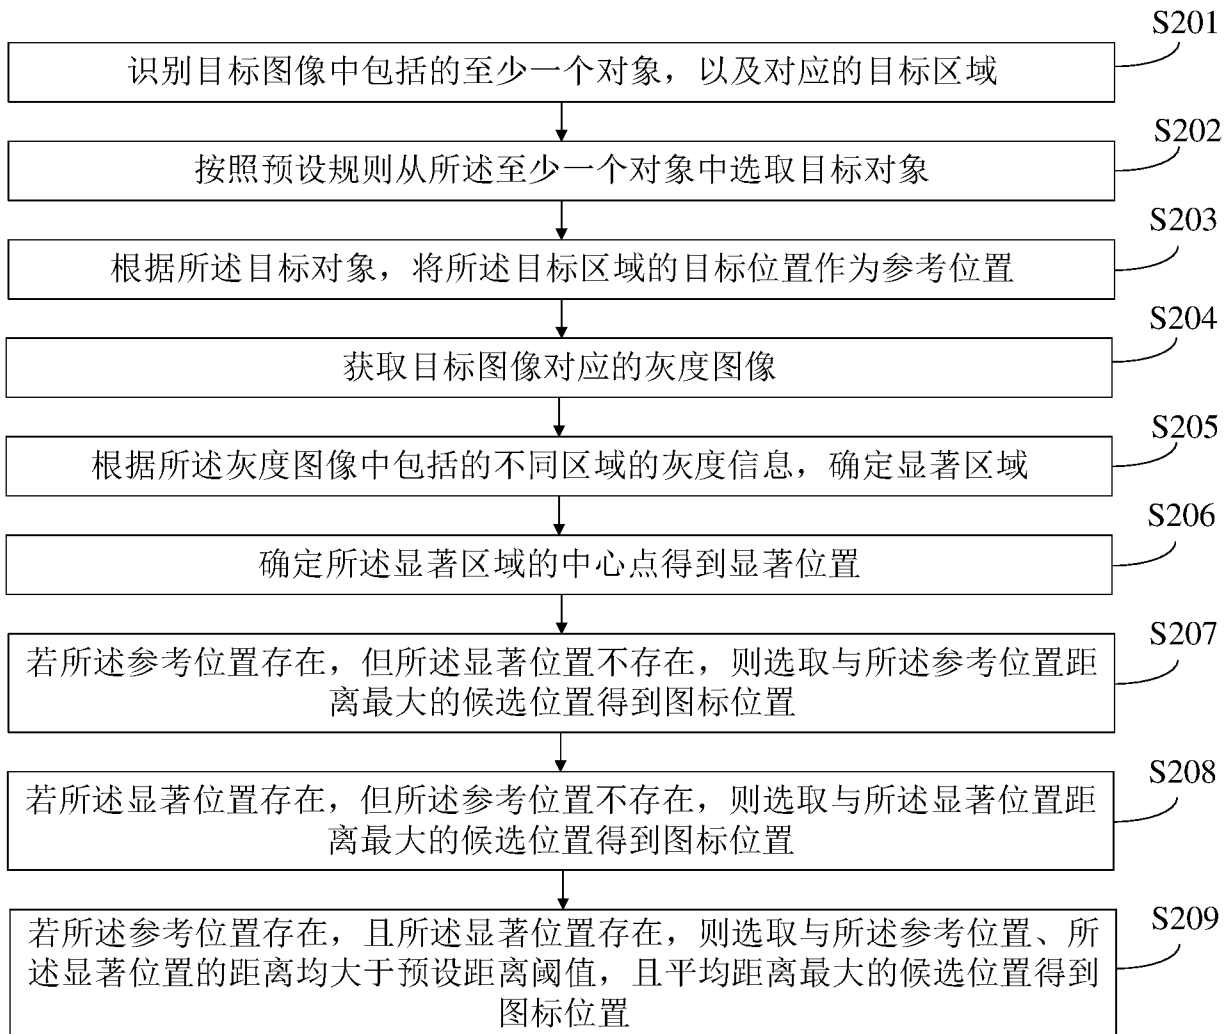 S201
识别目标图像中包括的至少一个对象，以及对应的目标区域
S202
按照预设规则从所述至少一个对象中选取目标对象
S203
根据所述目标对象，将所述目标区域的目标位置作为参考位置
S204
获取目标图像对应的灰度图像
S205
根据所述灰度图像中包括的不同区域的灰度信息，确定显著区域
S206
确定所述显著区域的中心点得到显著位置
S207
若所述参考位置存在，但所述显著位置不存在，则选取与所述参考位置距
离最大的候选位置得到图标位置
S208
若所述显著位置存在，但所述参考位置不存在，则选取与所述显著位置距
离最大的候选位置得到图标位置
S209
若所述参考位置存在，且所述显著位置存在，则选取与所述参考位置、所
述显著位置的距离均大于预设距离阈值，且平均距离最大的候选位置得到
图标位置